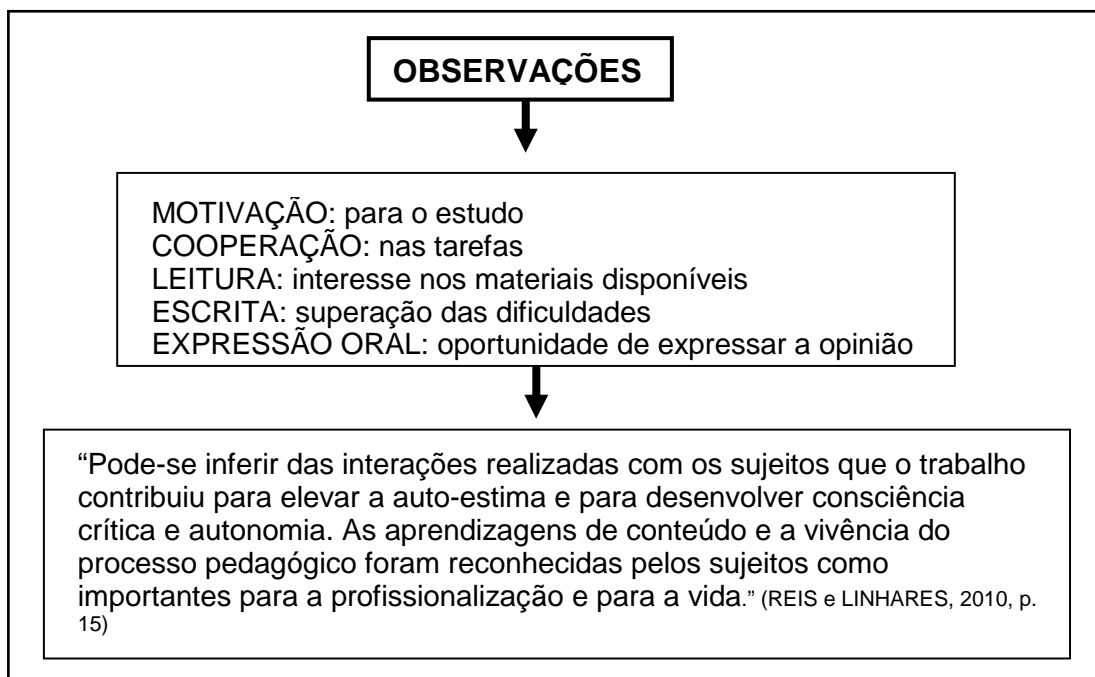 OBSERVAÇÕES
MOTIVAÇÃO: para o estudo
COOPERAÇÃO: nas tarefas
LEITURA: interesse nos materiais disponíveis
ESCRITA: superação das dificuldades
EXPRESSÃO ORAL: oportunidade de expressar a opinião
“Pode-se inferir das interações realizadas com os sujeitos que o trabalho
contribuiu para elevar a auto-estima e para desenvolver consciência
crítica e autonomia. As aprendizagens de conteúdo e a vivência do
processo pedagógico foram reconhecidas pelos sujeitos como
importantes para a profissionalização e para a vida.” (REIS e LINHARES, 2010, p.
15)